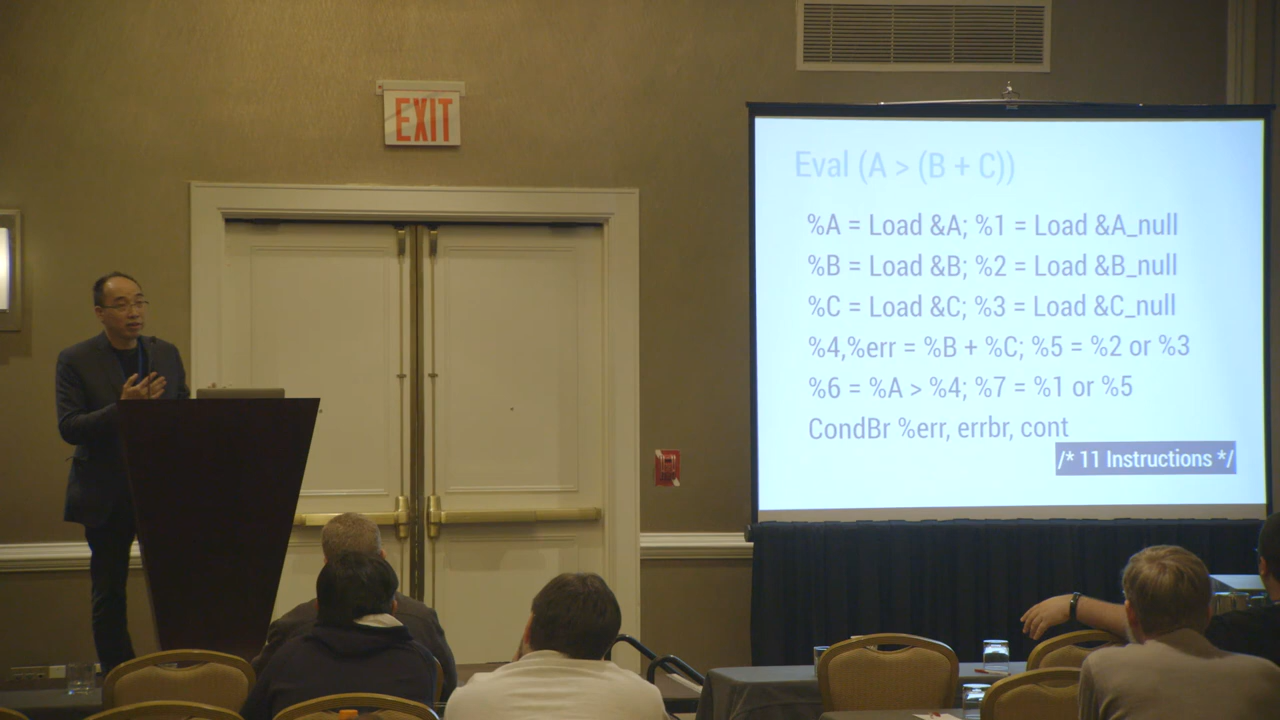 EXIT
Eval (A > (B + C))
%A = Load &A; %1 = Load &A_null
%B = Load &B; %2 = Load &B_null
%C = Load &C; %3 = Load &C_null
%4,%err = %B + %C; %5 = %2 or %3
%6 = %A > %4; %7 = %1 or %5
CondBr %err, errbr, cont
/* 11 Instructions */